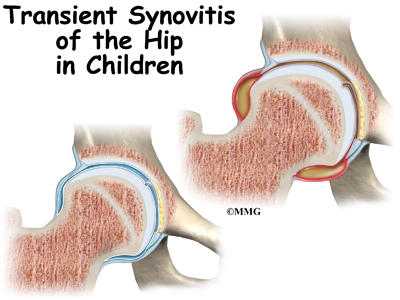 Transient Synovitis
of the Hip
in Children
©MMG